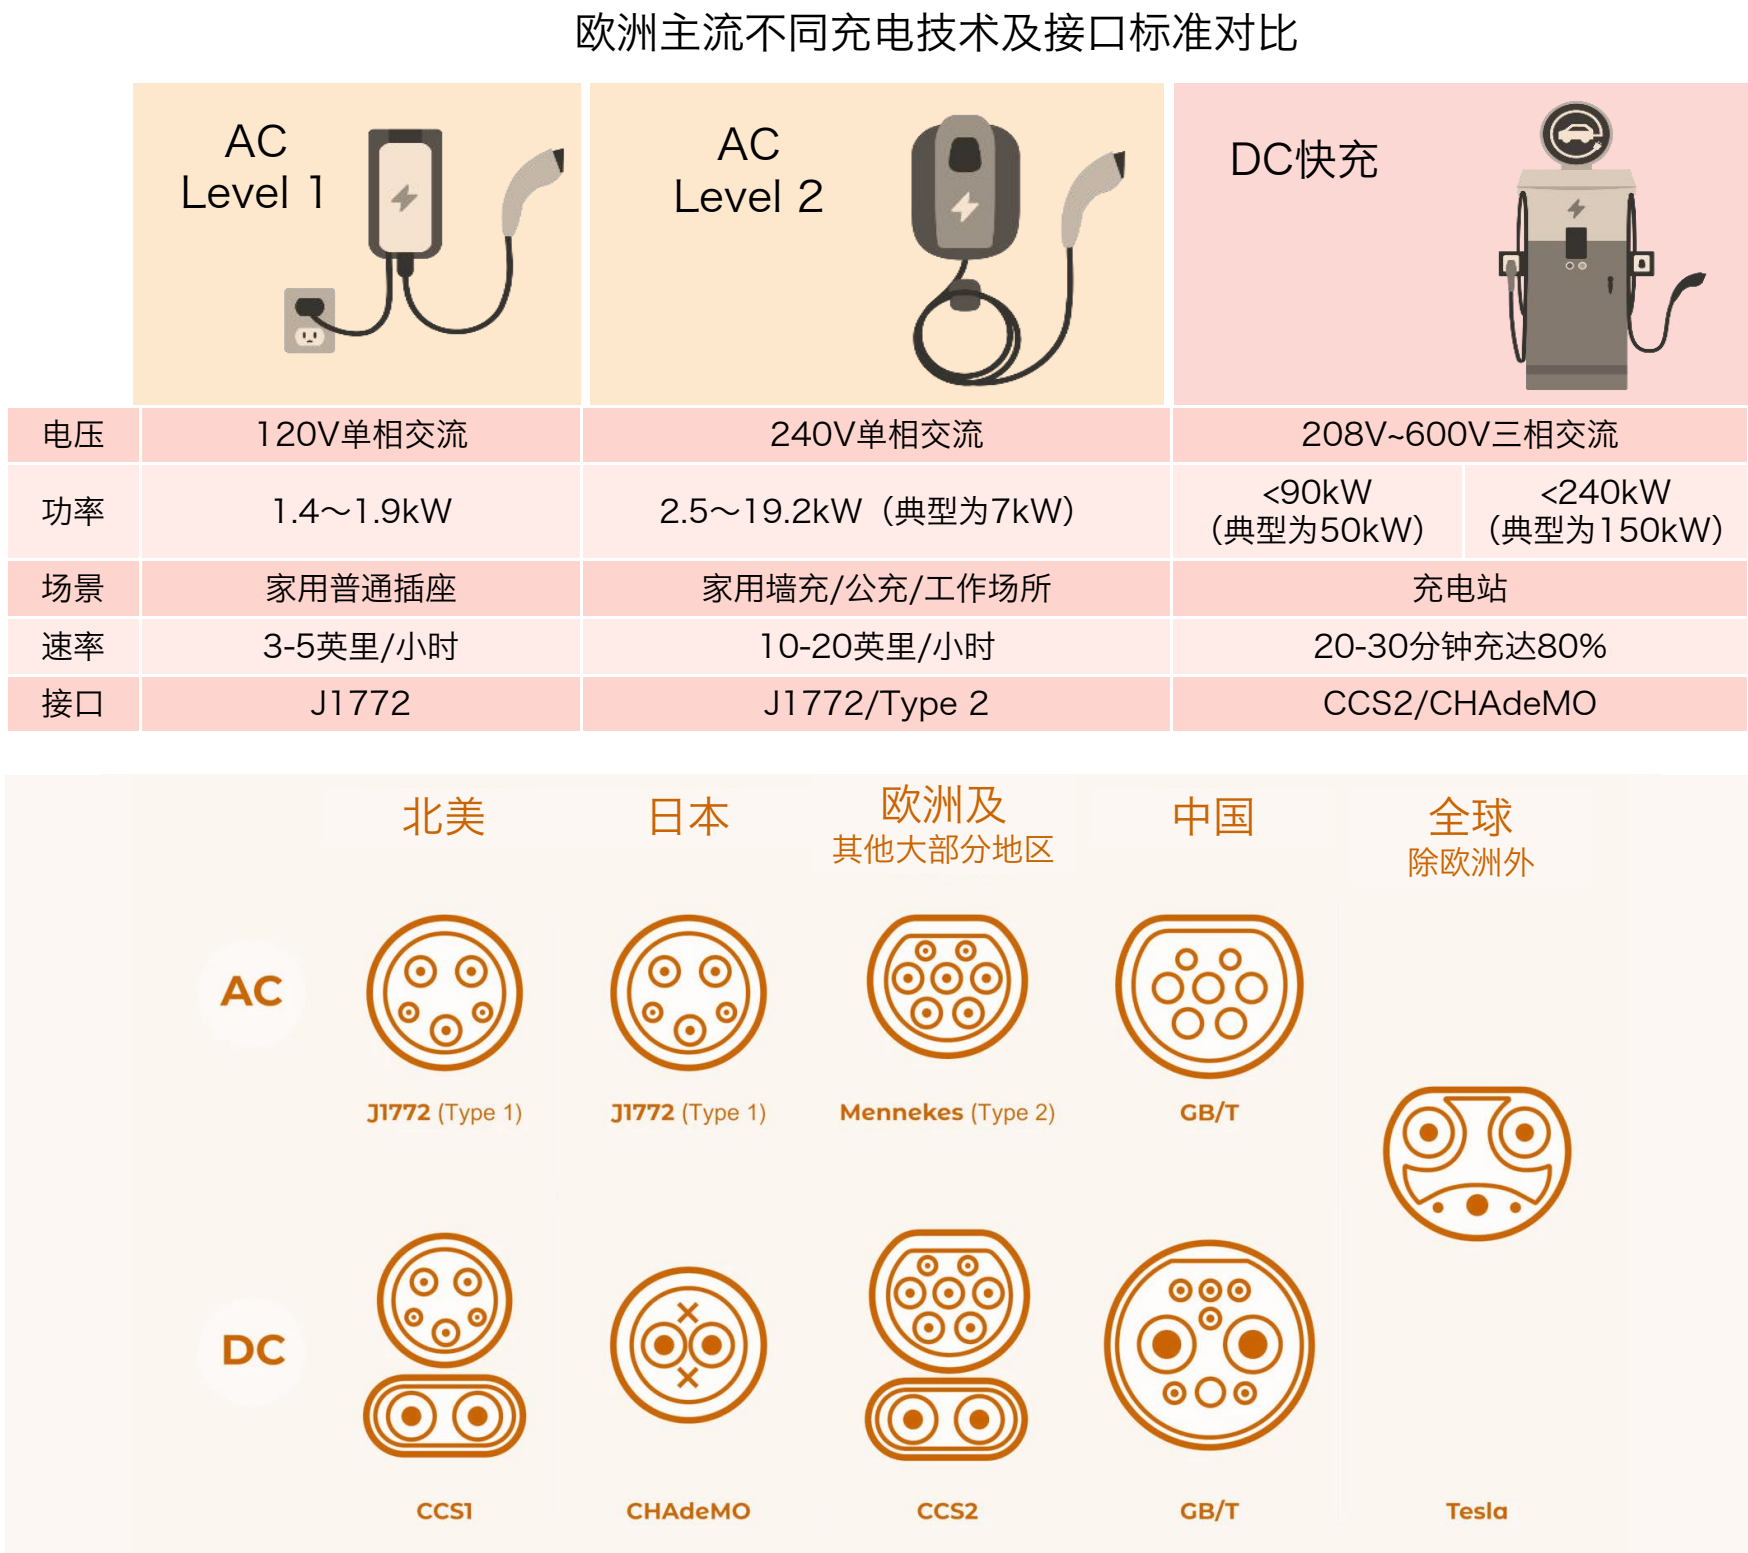 欧洲主流不同充电技术及接口标准对比
AC
Level 1
AC
Level 2
DC快充
电压
120V单相交流
240V单相交流
208V~600V三相交流
功率
1.4～1.9kW
2.5～19.2kW（典型为7kW）
<90kW
（典型为50kW）
<240kW
（典型为150kW）
场景
家用普通插座
家用墙充/公充/工作场所
充电站
速率
3-5英里/小时
10-20英里/小时
20-30分钟充达80%
接口
J1772
J1772/Type 2
CCS2/CHAdeMO
北美
日本
欧洲及
其他大部分地区
中国
全球
除欧洲外
AC
J1772 (Type 1)
J1772 (Type 1)
Mennekes (Type 2)
GB/T
DC
CCS1
CHAdeMO
CCS2
GB/T
Tesla